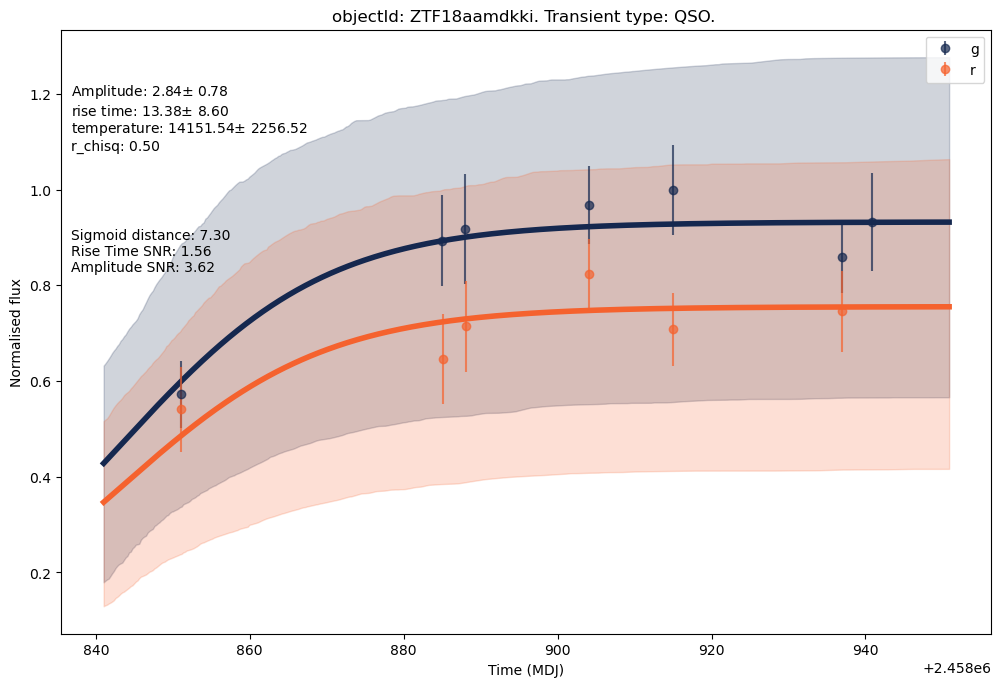 objectId: ZTF18aamdkki. Transient type: QSO.
g
r
Amplitude: 2.84± 0.78
rise time: 13.38± 8.60
temperature: 14151.54± 2256.52
r_chisq: 0.50
Sigmoid distance: 7.30
Rise Time SNR: 1.56
Amplitude SNR: 3.62
Normalised flux
1.2
1.0
0.8
0.6
0.4
0.2
840
860
880
900
920
940
Time (MDJ)
+2.458e6